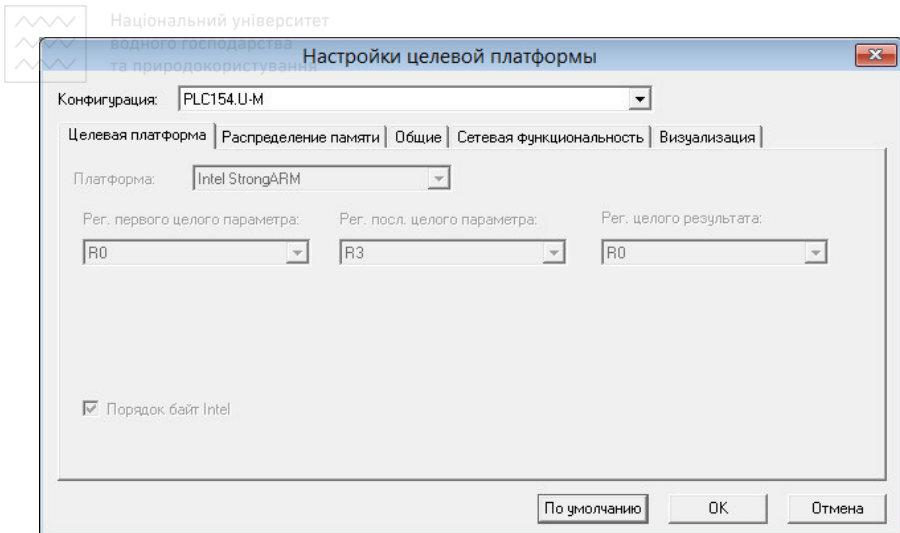 Національний університет
водного господарства
та природокористування
Настройки целевой платформы
Конфигурация: PLC154.U-M
Целевая платформа Распределение памяти Общие Сетевая функциональность Визуализация
Платформа: Intel StrongARM
Рег. первого целого параметра: Рег. посл. целого параметра: Рег. целого результата:
R0 R3 R0
Порядок байт Intel
По умолчанию OK Отмена